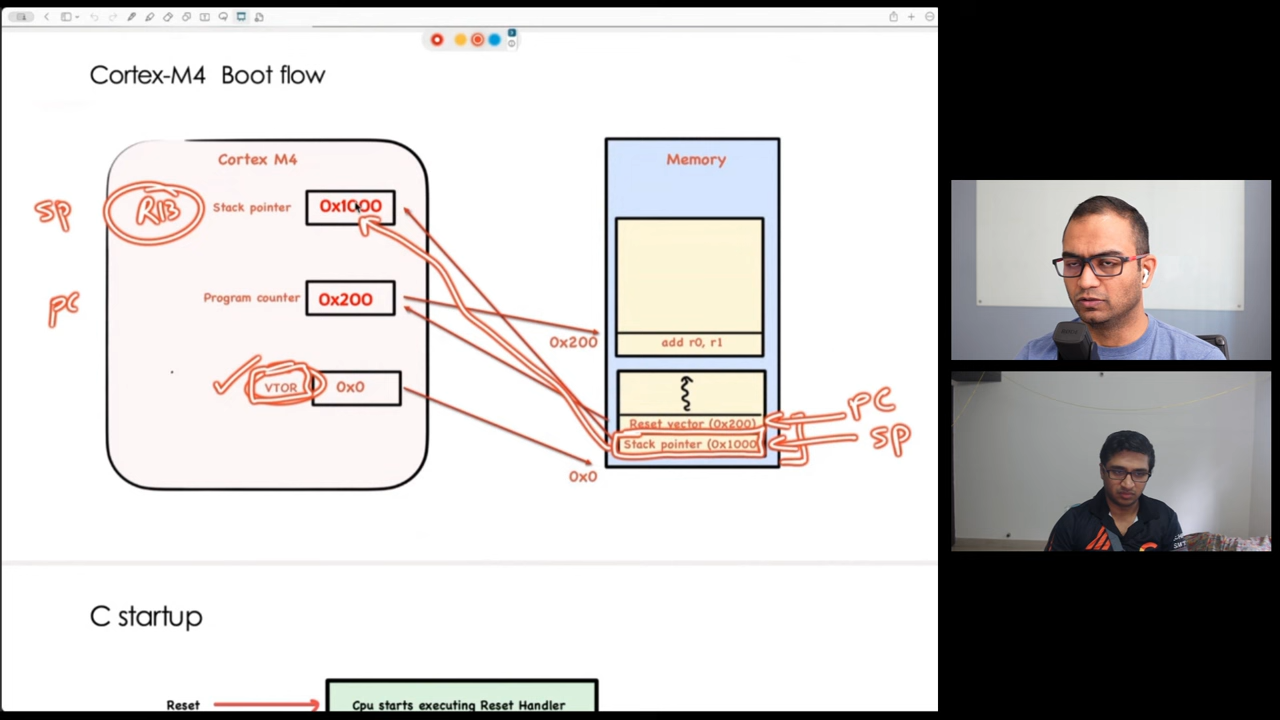 Cortex-M4 Boot flow
Cortex M4
Memory
SP
R13
Stack pointer
0x1000
PC
Program counter
0x200
0x200
add r0, r1
VTOR
0x0
Reset vector (0x200)
PC
Stack pointer (0x1000
SP
0x0
C startup
Reset
Cpu starts executing Reset Handler